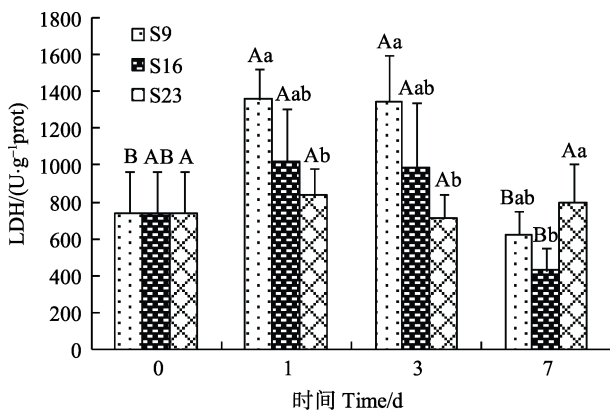 1800
1600
1400
1200
1000
800
600
400
200
0
LDH/(U·g⁻¹prot)
S9
S16
S23
B AB A
Aa Aab Ab
Aa Aab Ab
Bab Bb Aa
0 1 3 7
时间 Time/d